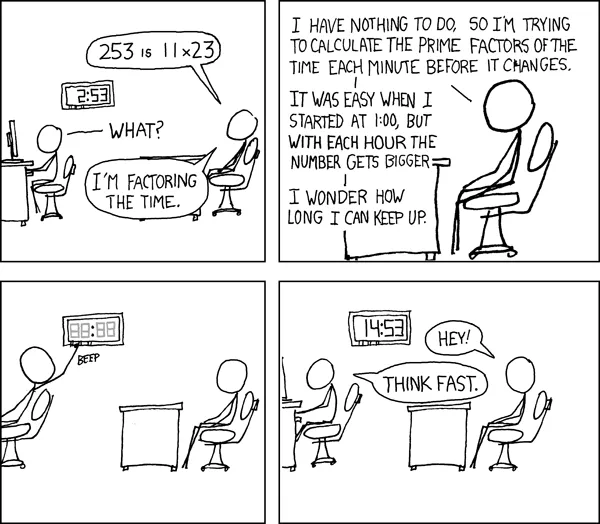 253 IS 11×23
2:53
WHAT?
I'M FACTORING
THE TIME.
I HAVE NOTHING TO DO, SO I'M TRYING
TO CALCULATE THE PRIME FACTORS OF THE
TIME EACH MINUTE BEFORE IT CHANGES.
IT WAS EASY WHEN I
STARTED AT 1:00, BUT
WITH EACH HOUR THE
NUMBER GETS BIGGER
I WONDER HOW
LONG I CAN KEEP UP.
88:88
BEEP
14:53
HEY!
THINK FAST.